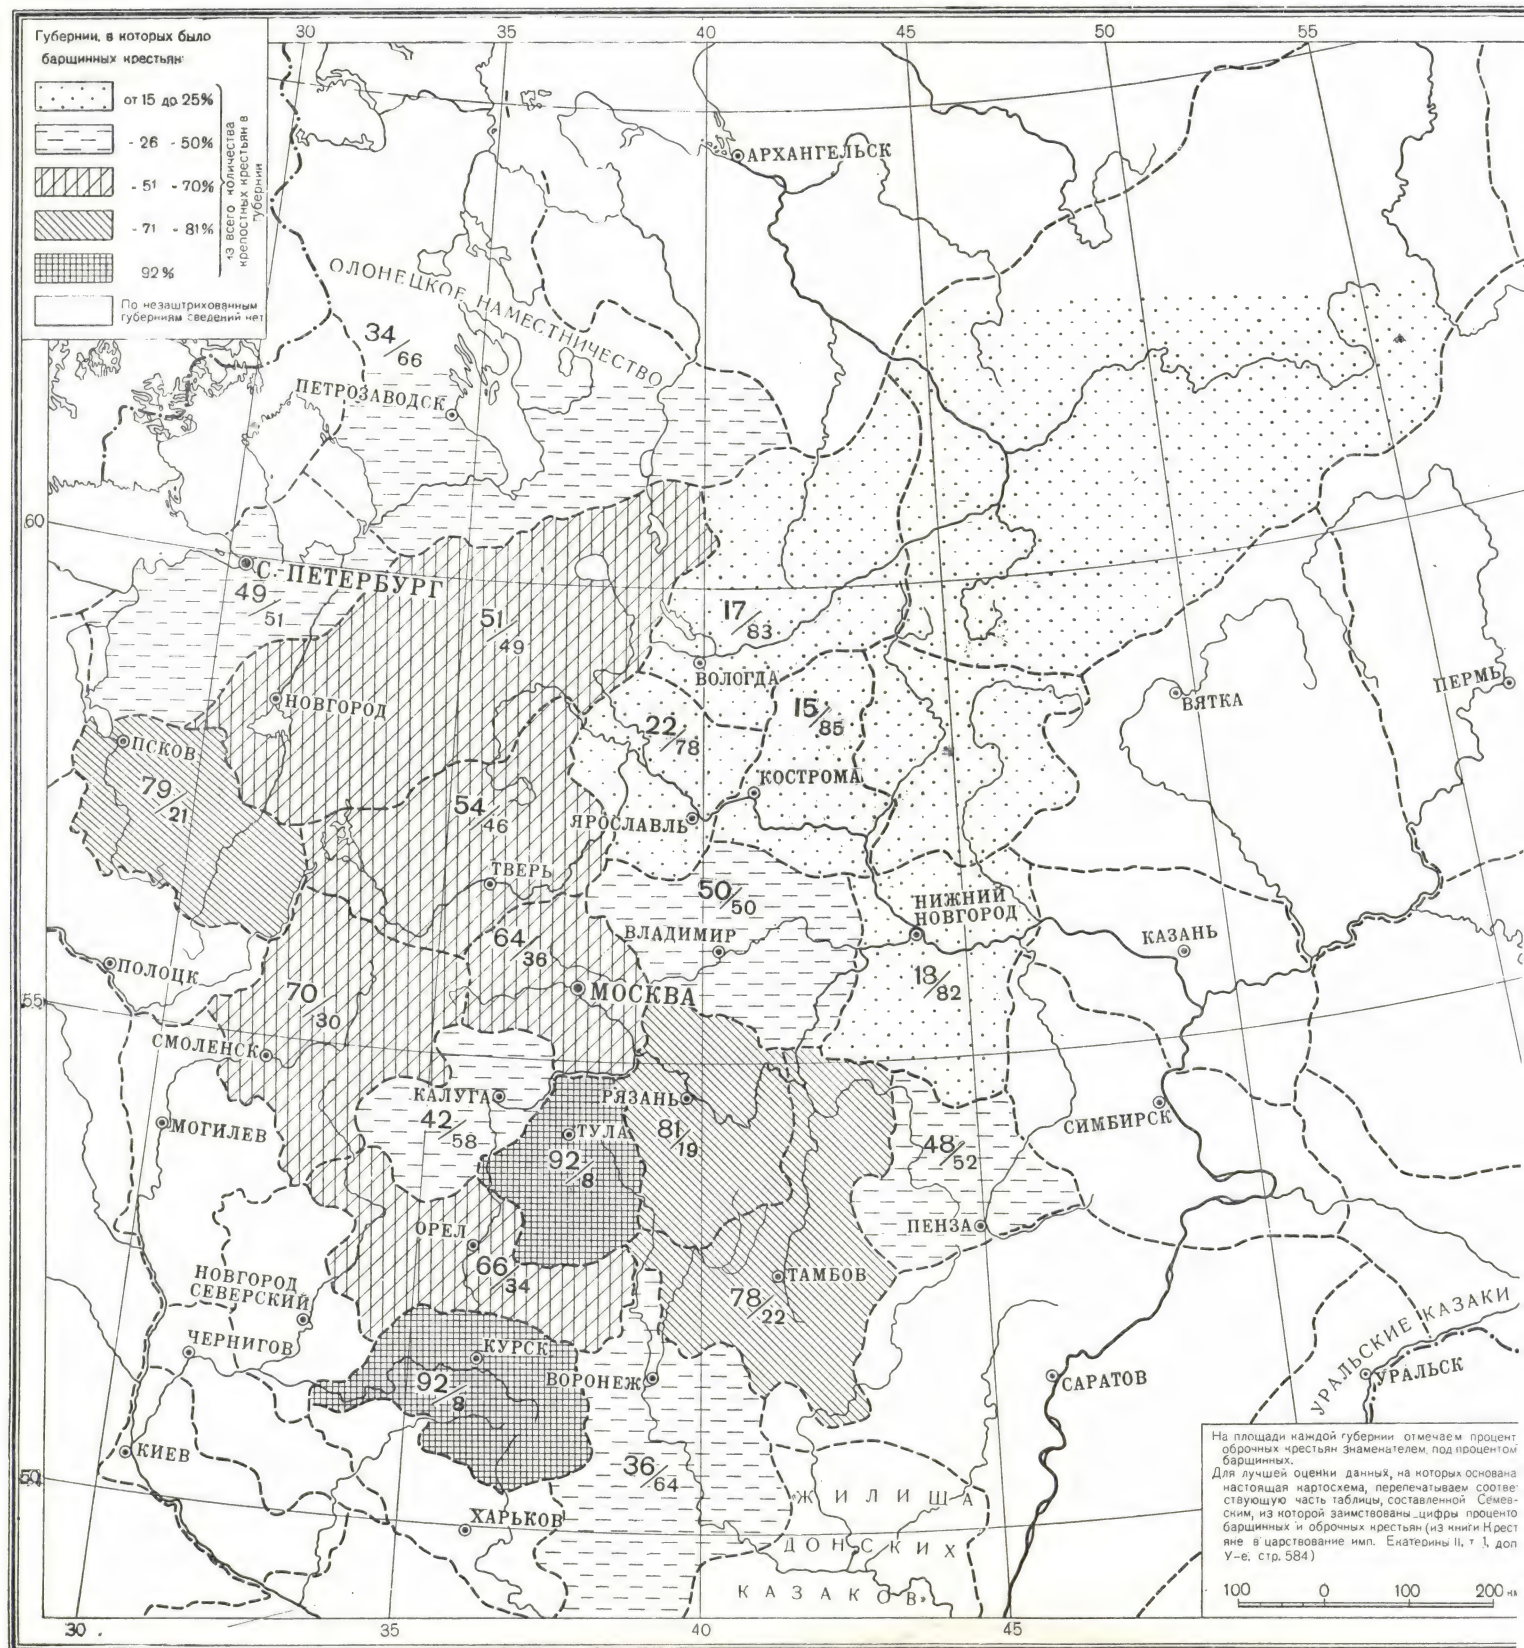 Губернии, в которых было
барщинных крестьян:
от 15 до 25%
- 26 - 50%
- 51 - 70%
- 71 - 81%
92%
из всего количества
крепостных крестьян в
губернии
По незаштрихованным
губерниям сведений нет
30 35 40 45 50 55
АРХАНГЕЛЬСК
ОЛОНЕЦКОЕ НАМЕСТНИЧЕСТВО
34/66
ПЕТРОЗАВОДСК
60
С.-ПЕТЕРБУРГ
49/51
51/49
17/83
ВОЛОГДА
НОВГОРОД
ВЯТКА
ПЕРМЬ
ПСКОВ
22/78
15/85
КОСТРОМА
79/21
54/46
ЯРОСЛАВЛЬ
ТВЕРЬ
50/50
НИЖНИЙ
НОВГОРОД
ВЛАДИМИР
64/36
КАЗАНЬ
ПОЛОЦК
МОСКВА
18/82
55
70/30
СМОЛЕНСК
КАЛУГА
РЯЗАНЬ
СИМБИРСК
МОГИЛЕВ
42/58
ТУЛА
81/19
92/8
48/52
ПЕНЗА
ОРЕЛ
66/34
ТАМБОВ
78/22
НОВГОРОД
СЕВЕРСКИЙ
ЧЕРНИГОВ
КУРСК
92/8
ВОРОНЕЖ
САРАТОВ
УРАЛЬСКИЕ КАЗАКИ
УРАЛЬСК
КИЕВ
50
36/64
ХАРЬКОВ
"ЖИЛИЩА
ДОНСКИХ
КАЗАКОВ"
На площади каждой губернии отмечаем процент
оброчных крестьян знаменателем, под процентом
барщинных.
Для лучшей оценки данных, на которых основана
настоящая картосхема, перепечатываем соответ-
ствующую часть таблицы, составленной Семев-
ским, из которой заимствованы цифры проценто
барщинных и оброчных крестьян (из книги Крест
яне в царствование имп. Екатерины II, т 1, доп
У-е, стр. 584)
100 0 100 200 км
30 35 40 45